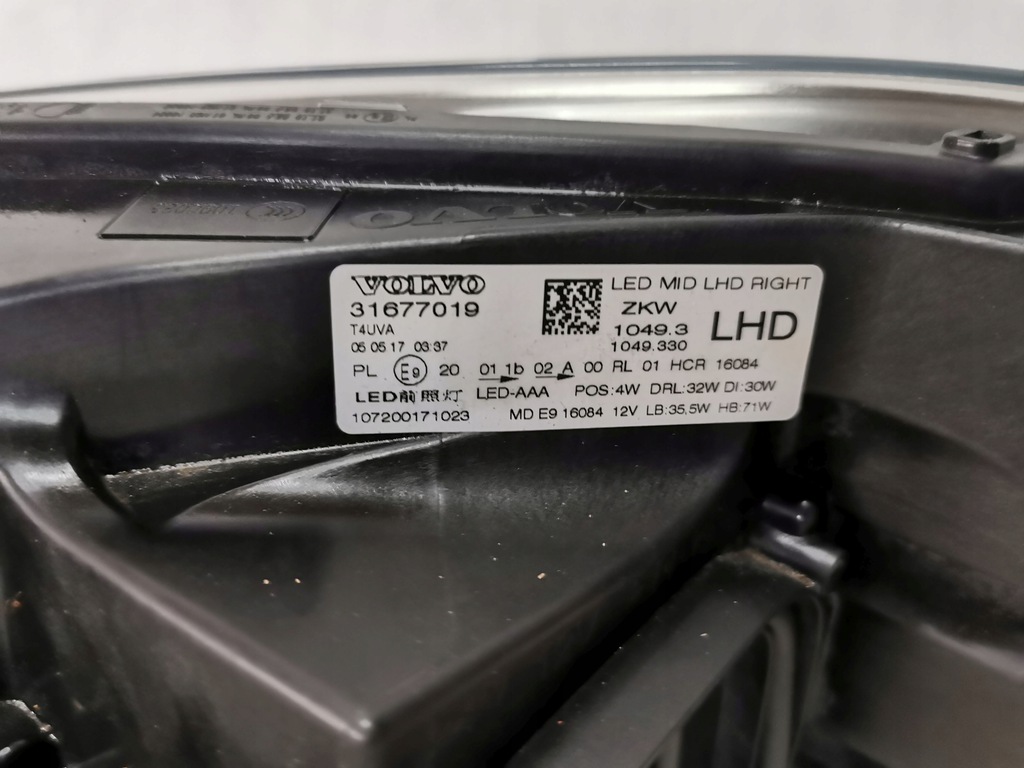 VOLVO
31677019
T4UVA
05 05 17 03:37
LED MID LHD RIGHT
ZKW
1049.3
1049.330
LHD
PL E9 20 01 1b 02 A 00 RL 01 HCR 16084
LED前照灯 LED-AAA POS:4W DRL:32W DI:30W
107200171023 MD E9 16084 12V LB:35,5W HB:71W